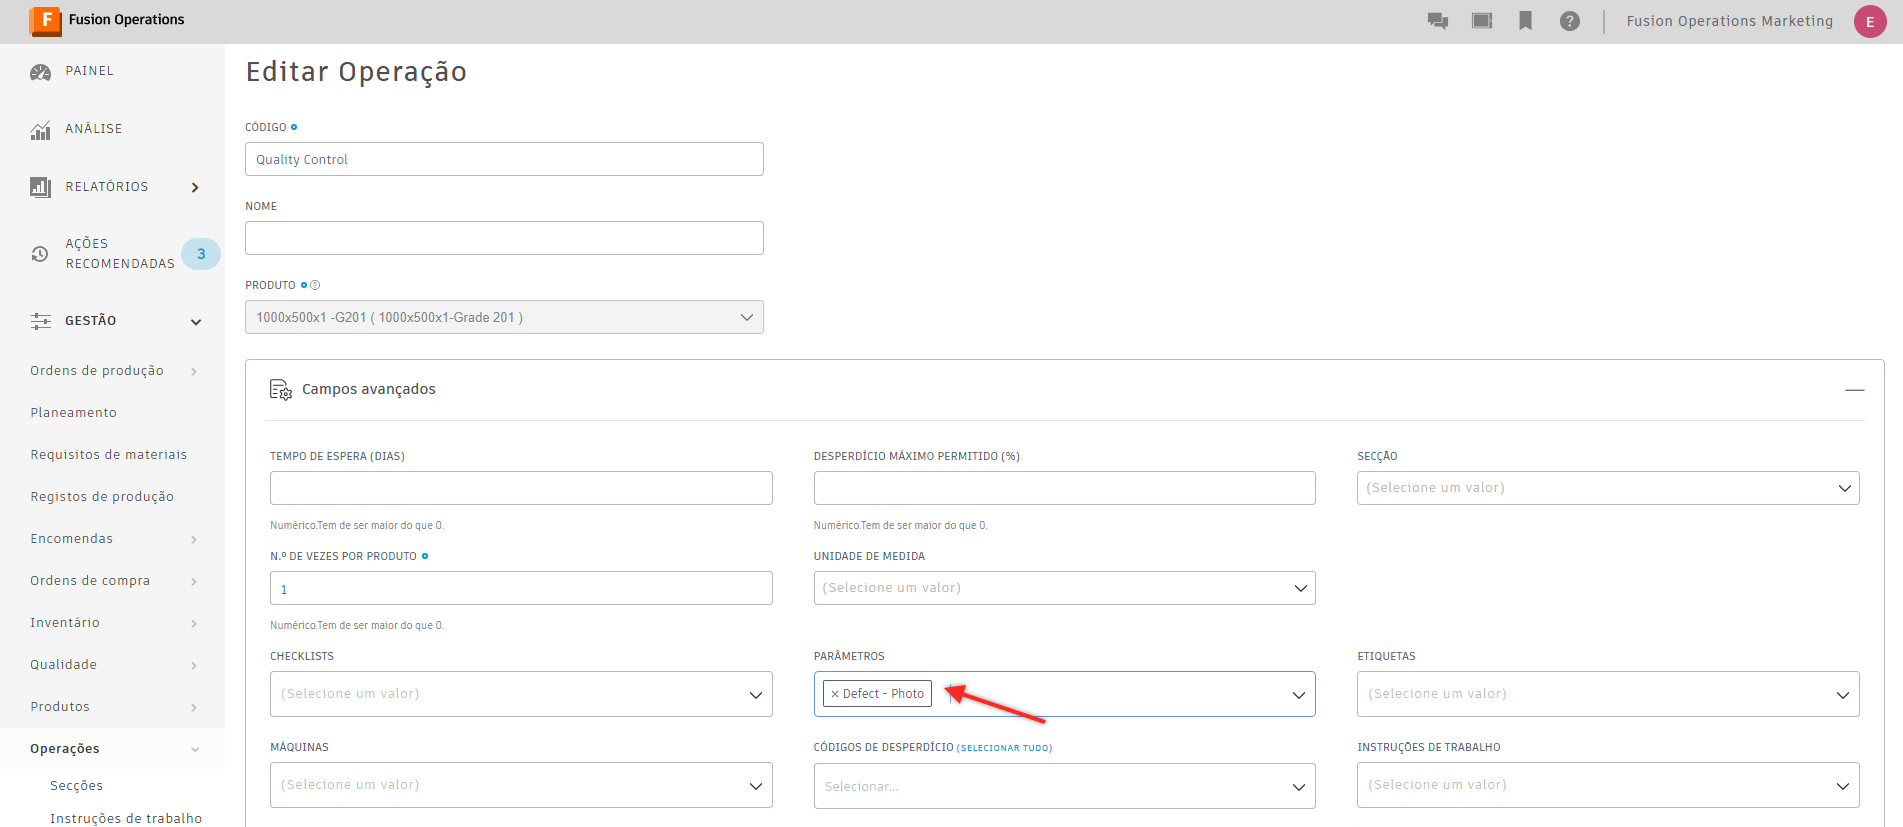 Fusion Operations
Fusion Operations Marketing
E
PAINEL
ANÁLISE
RELATÓRIOS
AÇÕES
RECOMENDADAS
3
GESTÃO
Ordens de produção
Planeamento
Requisitos de materiais
Registos de produção
Encomendas
Ordens de compra
Inventário
Qualidade
Produtos
Operações
Secções
Instruções de trabalho
Editar Operação
CÓDIGO
Quality Control
NOME
PRODUTO
1000x500x1 -G201 ( 1000x500x1-Grade 201 )
Campos avançados
TEMPO DE ESPERA (DIAS)
DESPERDÍCIO MÁXIMO PERMITIDO (%)
SECÇÃO
(Selecione um valor)
Numérico.Tem de ser maior do que 0.
Numérico.Tem de ser maior do que 0.
N.º DE VEZES POR PRODUTO
UNIDADE DE MEDIDA
1
(Selecione um valor)
Numérico.Tem de ser maior do que 0.
CHECKLISTS
PARÂMETROS
ETIQUETAS
(Selecione um valor)
× Defect - Photo
(Selecione um valor)
MÁQUINAS
CÓDIGOS DE DESPERDÍCIO (SELECIONAR TUDO)
INSTRUÇÕES DE TRABALHO
(Selecione um valor)
Selecionar...
(Selecione um valor)